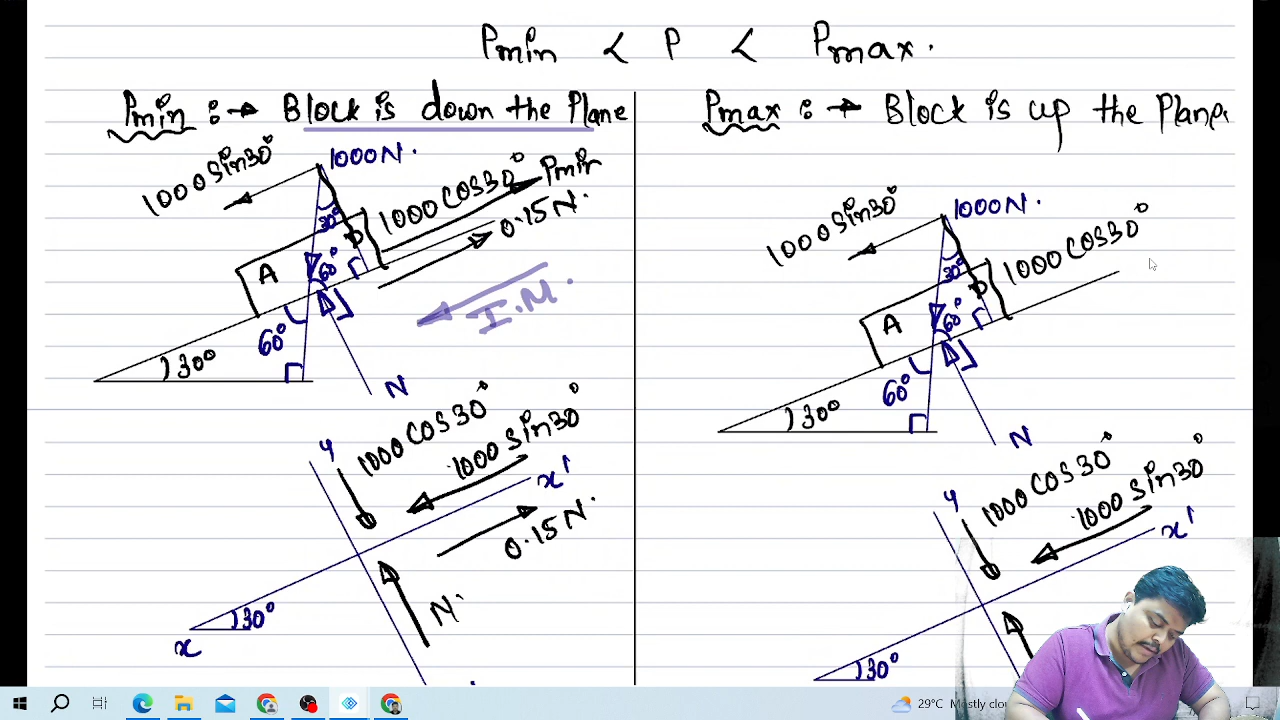 Pmin < P < Pmax.
Pmin : → Block is down the Plane
1000 sin30°
1000N.
1000 COS30°
Pmin
0.15N.
30°
A
60°
60°
I.M.
30°
N
y
1000 COS30°
1000 sin30°
x'
0.15N.
N.
30°
x
Pmax : → Block is up the Plane.
1000 sin30°
1000N.
1000 COS30°
30°
A
60°
60°
30°
N
y
1000 COS30°
1000 sin30°
x'
30°
29°C Mostly clou